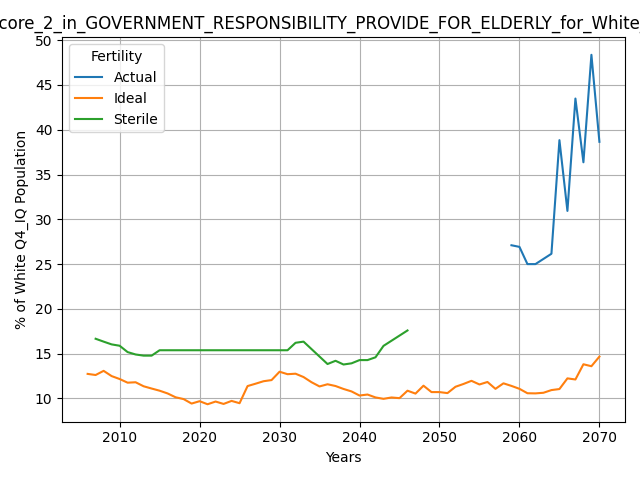 core_2_in_GOVERNMENT_RESPONSIBILITY_PROVIDE_FOR_ELDERLY_for_White_
Fertility
Actual
Ideal
Sterile
% of White Q4_IQ Population
50
45
40
35
30
25
20
15
10
2010 2020 2030 2040 2050 2060 2070
Years